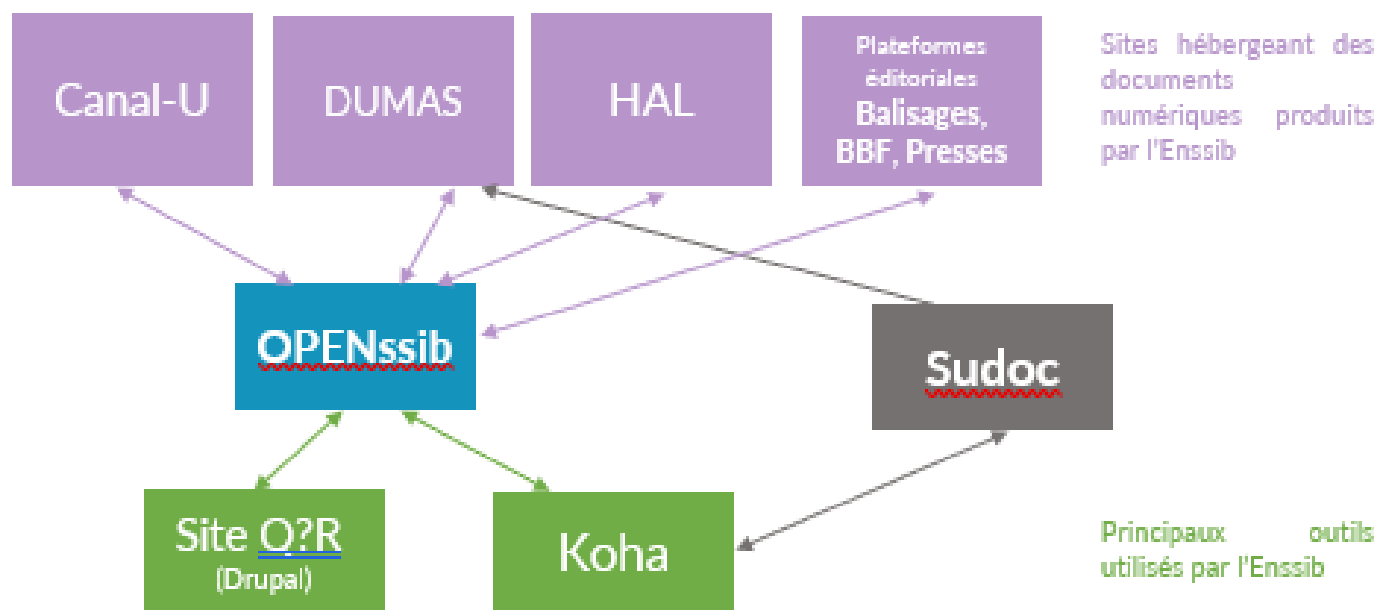 Canal-U
DUMAS
HAL
Plateformes
éditoriales
Balisages,
BBF, Presses
Sites hébergeant des
documents
numériques produits
par l'Enssib
OPENssib
Sudoc
Site Q?R
(Drupal)
Koha
Principaux outils
utilisés par l'Enssib